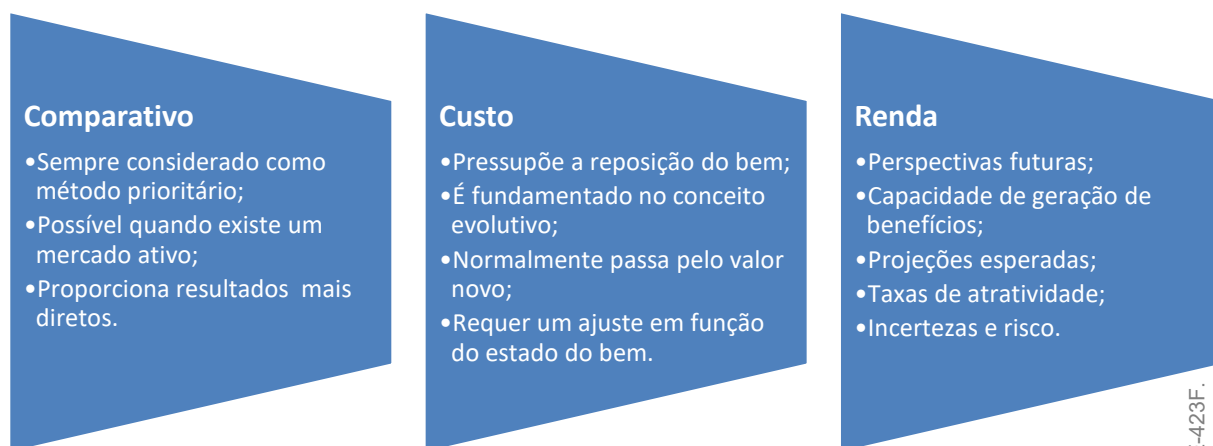 Comparativo
•Sempre considerado como
método prioritário;
•Possível quando existe um
mercado ativo;
•Proporciona resultados mais
diretos.
Custo
•Pressupõe a reposição do bem;
•É fundamentado no conceito
evolutivo;
•Normalmente passa pelo valor
novo;
•Requer um ajuste em função
do estado do bem.
Renda
•Perspectivas futuras;
•Capacidade de geração de
benefícios;
•Projeções esperadas;
•Taxas de atratividade;
•Incertezas e risco.
-423F.